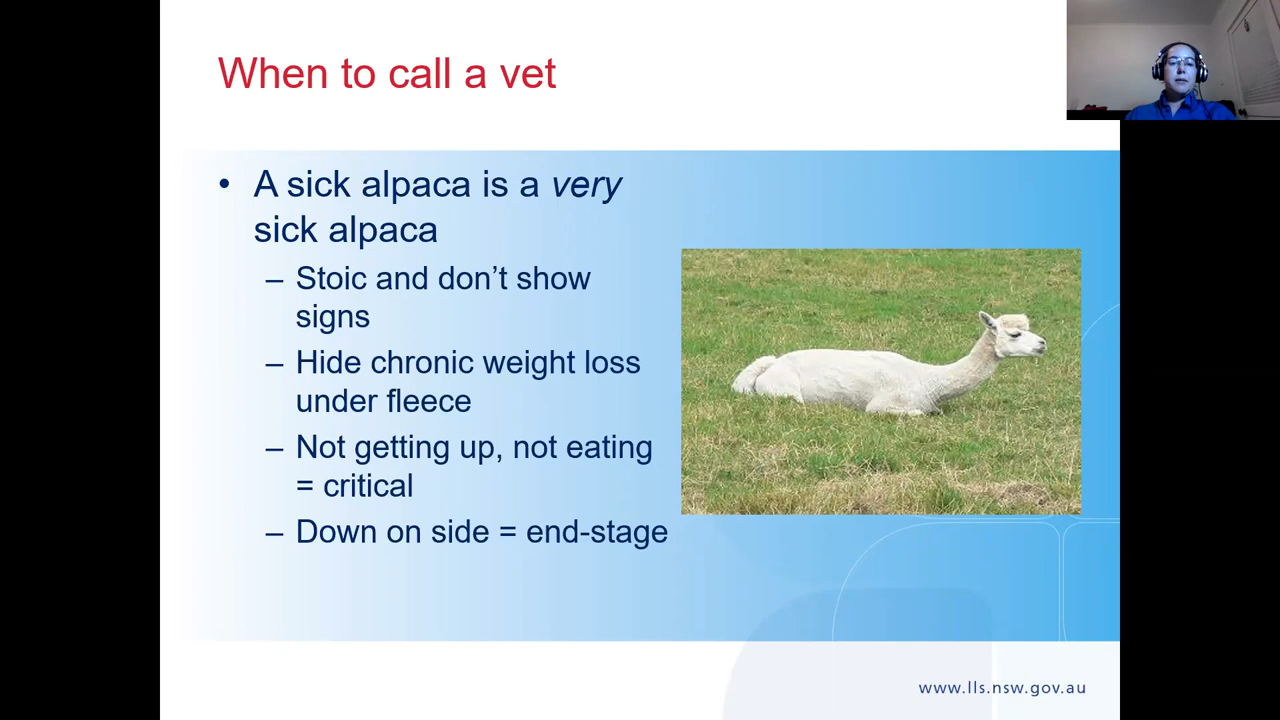 When to call a vet
• A sick alpaca is a very
sick alpaca
– Stoic and don’t show
signs
– Hide chronic weight loss
under fleece
– Not getting up, not eating
= critical
– Down on side = end-stage
www.lls.nsw.gov.au